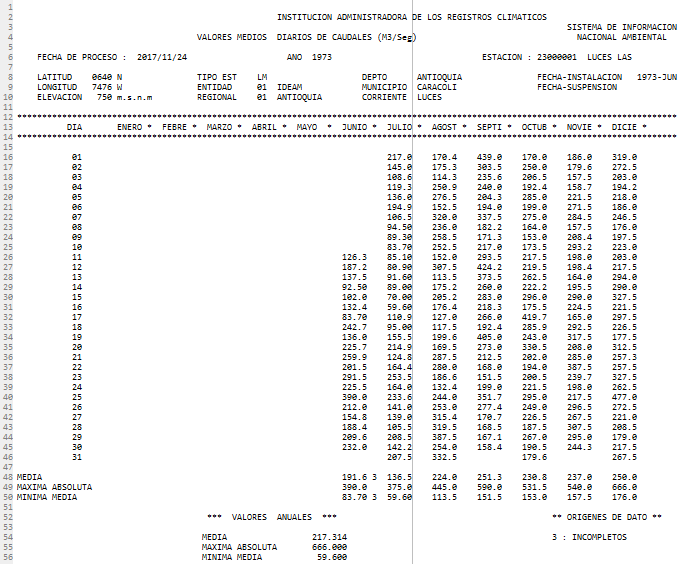 1
2 INSTITUCION ADMINISTRADORA DE LOS REGISTROS CLIMATICOS
3 SISTEMA DE INFORMACION
4 VALORES MEDIOS DIARIOS DE CAUDALES (M3/Seg) NACIONAL AMBIENTAL
5
6 FECHA DE PROCESO : 2017/11/24 ANO 1973 ESTACION : 23000001 LUCES LAS
7
8 LATITUD 0640 N TIPO EST LM DEPTO ANTIOQUIA FECHA-INSTALACION 1973-JUN
9 LONGITUD 7476 W ENTIDAD 01 IDEAM MUNICIPIO CARACOLI FECHA-SUSPENSION
10 ELEVACION 750 m.s.n.m REGIONAL 01 ANTIOQUIA CORRIENTE LUCES
11
12 ************************************************************************************************************************************
13 DIA ENERO * FEBRE * MARZO * ABRIL * MAYO * JUNIO * JULIO * AGOST * SEPTI * OCTUB * NOVIE * DICIE *
14 ************************************************************************************************************************************
15
16 01 217.0 170.4 439.0 170.0 186.0 319.0
17 02 145.0 175.3 303.5 250.0 179.6 272.5
18 03 108.6 114.3 235.6 206.5 157.5 203.0
19 04 119.3 250.9 240.0 192.4 158.7 194.2
20 05 136.0 276.5 204.3 285.0 221.5 218.0
21 06 194.9 152.5 194.0 199.0 271.5 186.0
22 07 106.5 320.0 337.5 275.0 284.5 246.5
23 08 94.50 236.0 182.2 164.0 157.5 176.0
24 09 89.30 258.5 171.3 153.0 208.4 197.5
25 10 83.70 252.5 217.0 173.5 293.2 223.0
26 11 126.3 85.10 152.0 293.5 217.5 198.0 203.0
27 12 187.2 80.90 307.5 424.2 219.5 198.4 217.5
28 13 137.5 91.60 113.5 373.5 262.5 164.0 294.0
29 14 92.50 89.00 175.2 260.0 222.2 195.5 290.0
30 15 102.0 70.00 205.2 283.0 296.0 290.0 327.5
31 16 132.4 59.60 176.4 218.3 175.5 224.5 221.5
32 17 83.70 110.9 127.0 266.0 419.7 165.0 297.5
33 18 242.7 95.00 117.5 192.4 285.9 292.5 226.5
34 19 136.0 155.5 199.6 405.0 243.0 317.5 177.5
35 20 225.7 214.9 169.5 273.0 330.5 208.0 312.5
36 21 259.9 124.8 287.5 212.5 202.0 285.0 257.3
37 22 201.5 164.4 280.0 168.0 194.0 387.5 257.5
38 23 291.5 253.5 186.6 151.5 200.5 239.7 327.5
39 24 225.5 164.0 132.4 199.0 221.5 198.0 262.5
40 25 390.0 233.6 244.0 351.7 295.0 217.5 477.0
41 26 212.0 141.0 253.0 277.4 249.0 296.5 272.5
42 27 154.8 139.0 315.4 170.7 226.5 267.5 221.0
43 28 188.4 105.5 319.5 168.5 187.5 307.5 208.5
44 29 209.6 208.5 387.5 167.1 267.0 295.0 179.0
45 30 232.0 142.2 254.0 158.4 190.5 244.3 217.5
46 31 207.5 332.5 179.6 267.5
47
48 MEDIA 191.6 3 136.5 224.0 251.3 230.8 237.0 250.0
49 MAXIMA ABSOLUTA 390.0 375.0 445.0 590.0 531.5 540.0 666.0
50 MINIMA MEDIA 83.70 3 59.60 113.5 151.5 153.0 157.5 176.0
51
52 *** VALORES ANUALES *** ** ORIGENES DE DATO **
53
54 MEDIA 217.314 3 : INCOMPLETOS
55 MAXIMA ABSOLUTA 666.000
56 MINIMA MEDIA 59.600